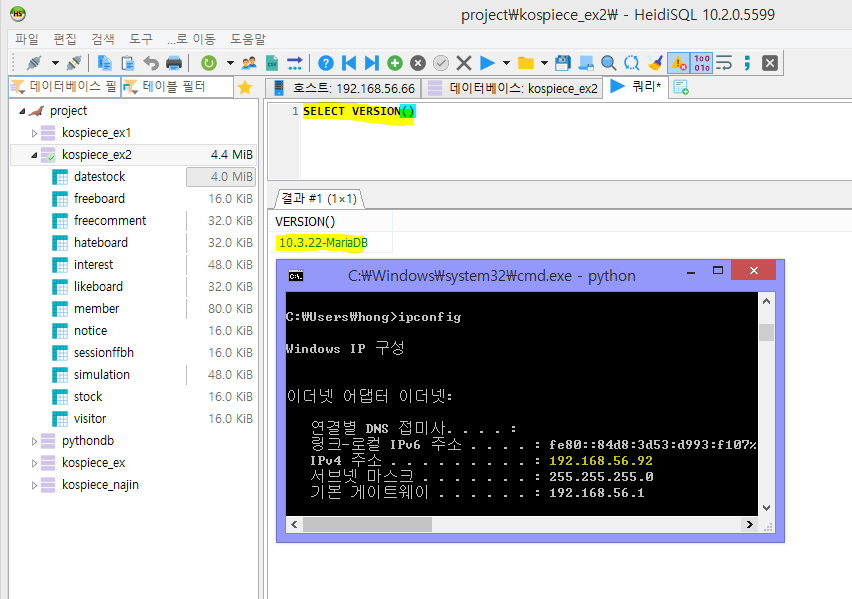 project₩kospiece_ex2₩ - HeidiSQL 10.2.0.5599
파일 편집 검색 도구 ...로 이동 도움말
데이터베이스 필 테이블 필터
호스트: 192.168.56.66 데이터베이스: kospiece_ex2 쿼리*
project
kospiece_ex1
kospiece_ex2 4.4 MiB
datestock 4.0 MiB
freeboard 16.0 KiB
freecomment 32.0 KiB
hateboard 32.0 KiB
interest 48.0 KiB
likeboard 32.0 KiB
member 80.0 KiB
notice 16.0 KiB
sessionffbh 16.0 KiB
simulation 48.0 KiB
stock 16.0 KiB
visitor 16.0 KiB
pythondb
kospiece_ex
kospiece_najin
1 SELECT VERSION()
결과 #1 (1×1)
VERSION()
10.3.22-MariaDB
C:₩Windows₩system32₩cmd.exe - python
C:₩Users₩hong>ipconfig
Windows IP 구성
이더넷 어댑터 이더넷:
연결별 DNS 접미사. . . . :
링크-로컬 IPv6 주소 . . . . : fe80::84d8:3d53:d993:f107%
IPv4 주소 . . . . . . . . . : 192.168.56.92
서브넷 마스크 . . . . . . . : 255.255.255.0
기본 게이트웨이 . . . . . . : 192.168.56.1